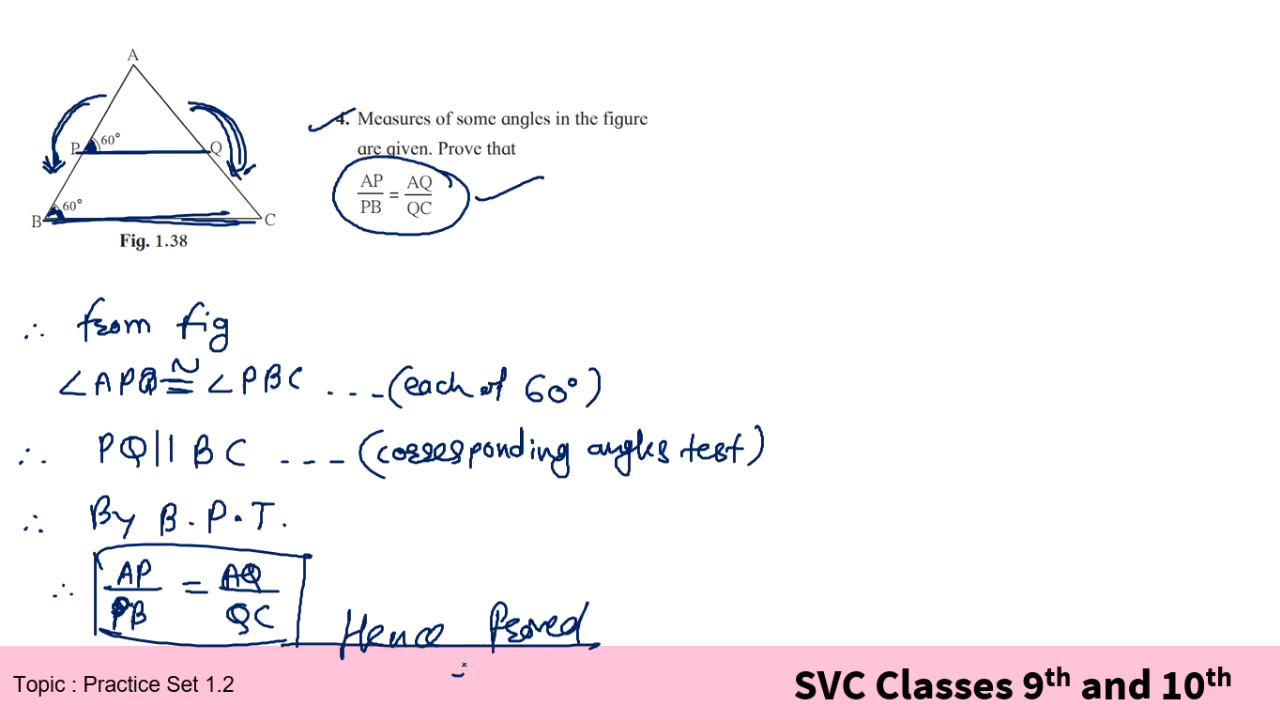 A
P 60° Q
B 60° C
Fig. 1.38
4. Measures of some angles in the figure
are given. Prove that
AP/PB = AQ/QC
∴ from fig
∠APQ ≅ ∠PBC ...(each of 60°)
∴ PQ || BC --- (corresponding angles test)
∴ By B.P.T.
∴ AP/PB = AQ/QC
Hence Proved
Topic : Practice Set 1.2
SVC Classes 9th and 10th